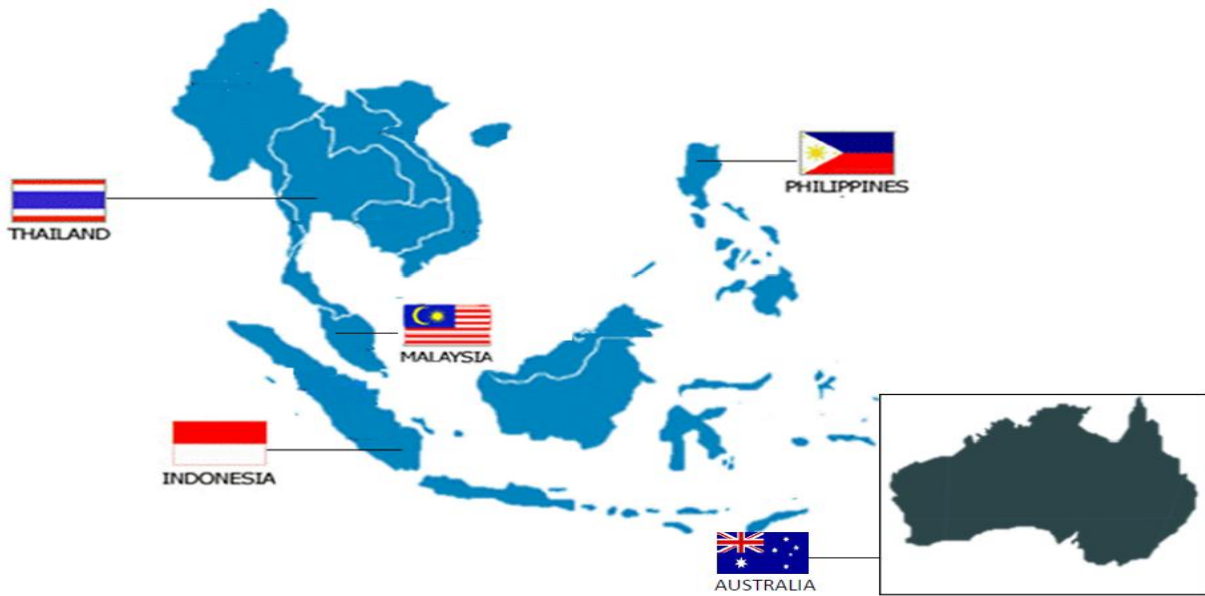 PHILIPPINES
THAILAND
MALAYSIA
INDONESIA
AUSTRALIA